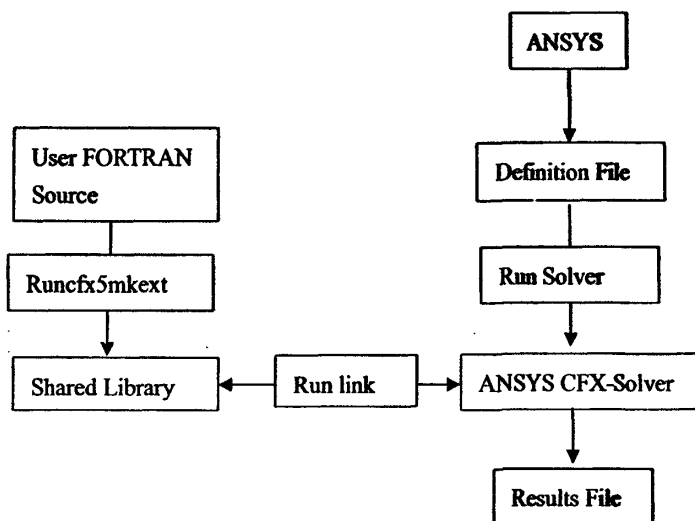 ANSYS
User FORTRAN
Source
Definition File
Runcfx5mkext
Run Solver
Shared Library
Run link
ANSYS CFX-Solver
Results File